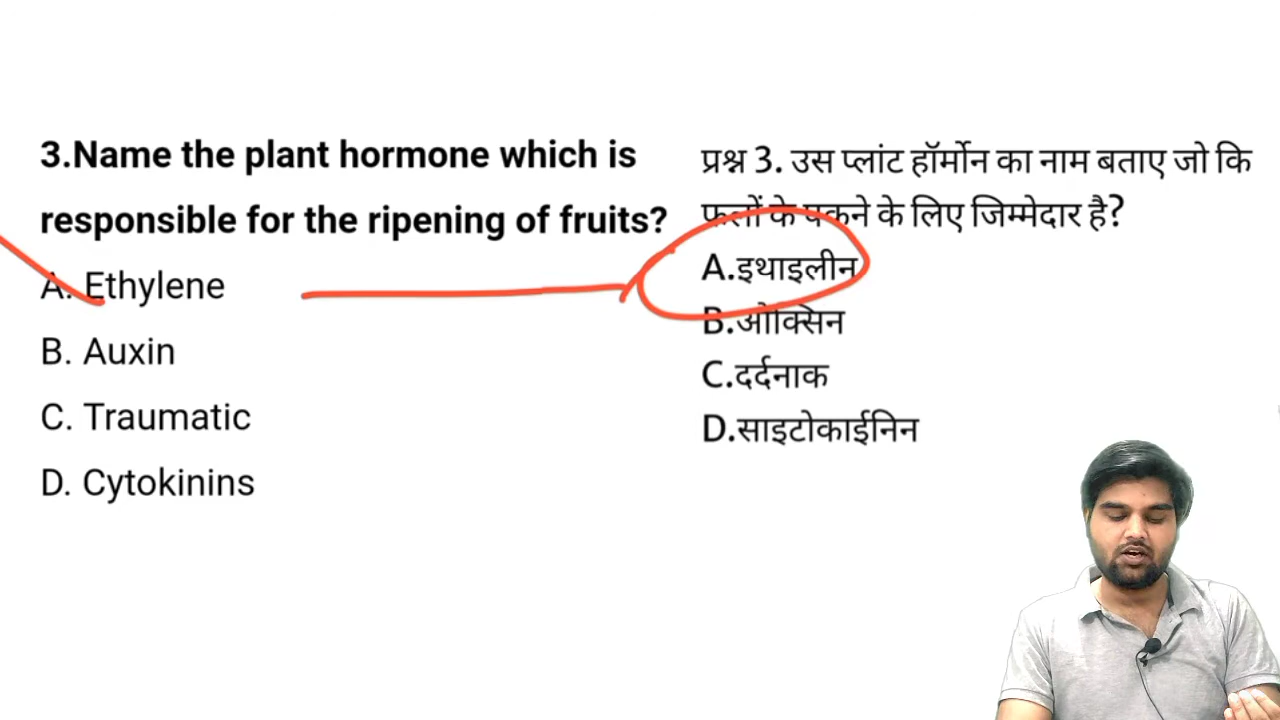 3.Name the plant hormone which is
responsible for the ripening of fruits?
A. Ethylene
B. Auxin
C. Traumatic
D. Cytokinins
प्रश्न 3. उस प्लांट हॉर्मोन का नाम बताए जो कि
फलों के पकने के लिए जिम्मेदार है?
A.इथाइलीन
B.ओक्सिन
C.दर्दनाक
D.साइटोकाईनिन